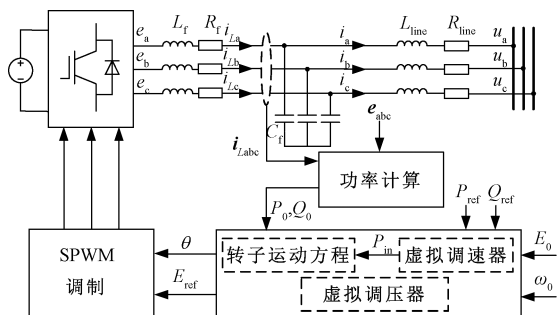 L_f R_f i_La i_a L_line R_line u_a
e_a
e_b i_Lb i_b u_b
e_c i_Lc i_c u_c
C_f e_abc
i_Labc
功率计算
P_0,Q_0 P_ref Q_ref
SPWM
调制
θ
E_ref
转子运动方程 P_in 虚拟调速器
虚拟调压器
E_0
ω_0